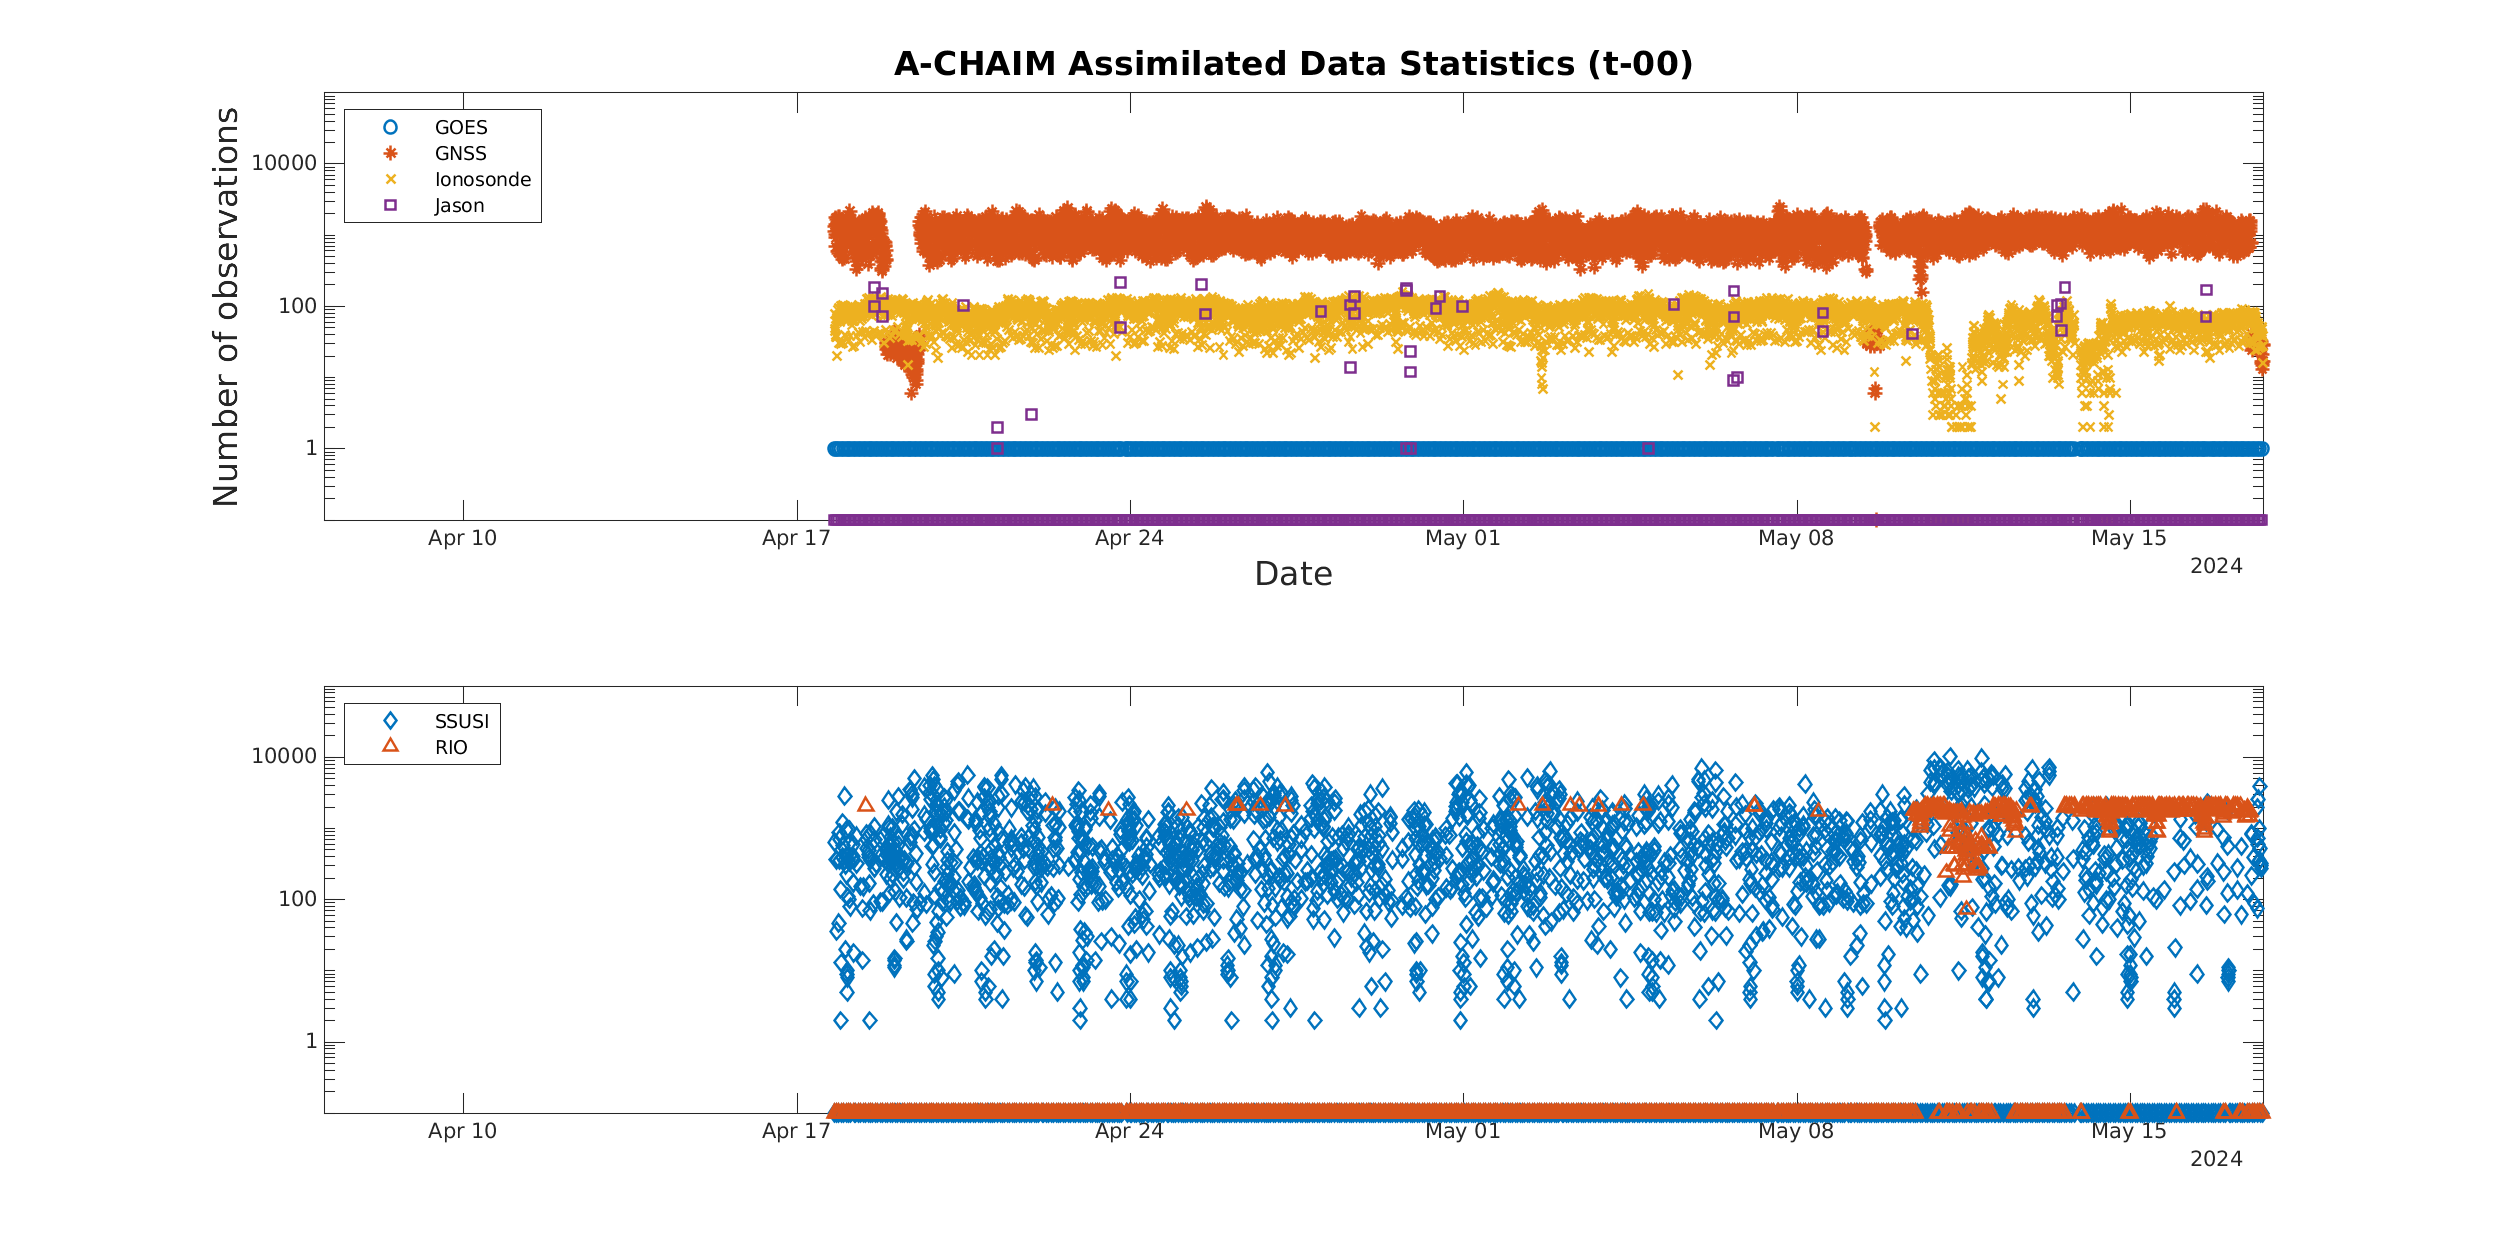 A-CHAIM Assimilated Data Statistics (t-00)
Number of observations
10000
100
1
GOES
GNSS
Ionosonde
Jason
Apr 10
Apr 17
Apr 24
May 01
May 08
May 15
2024
Date
10000
100
1
SSUSI
RIO
Apr 10
Apr 17
Apr 24
May 01
May 08
May 15
2024